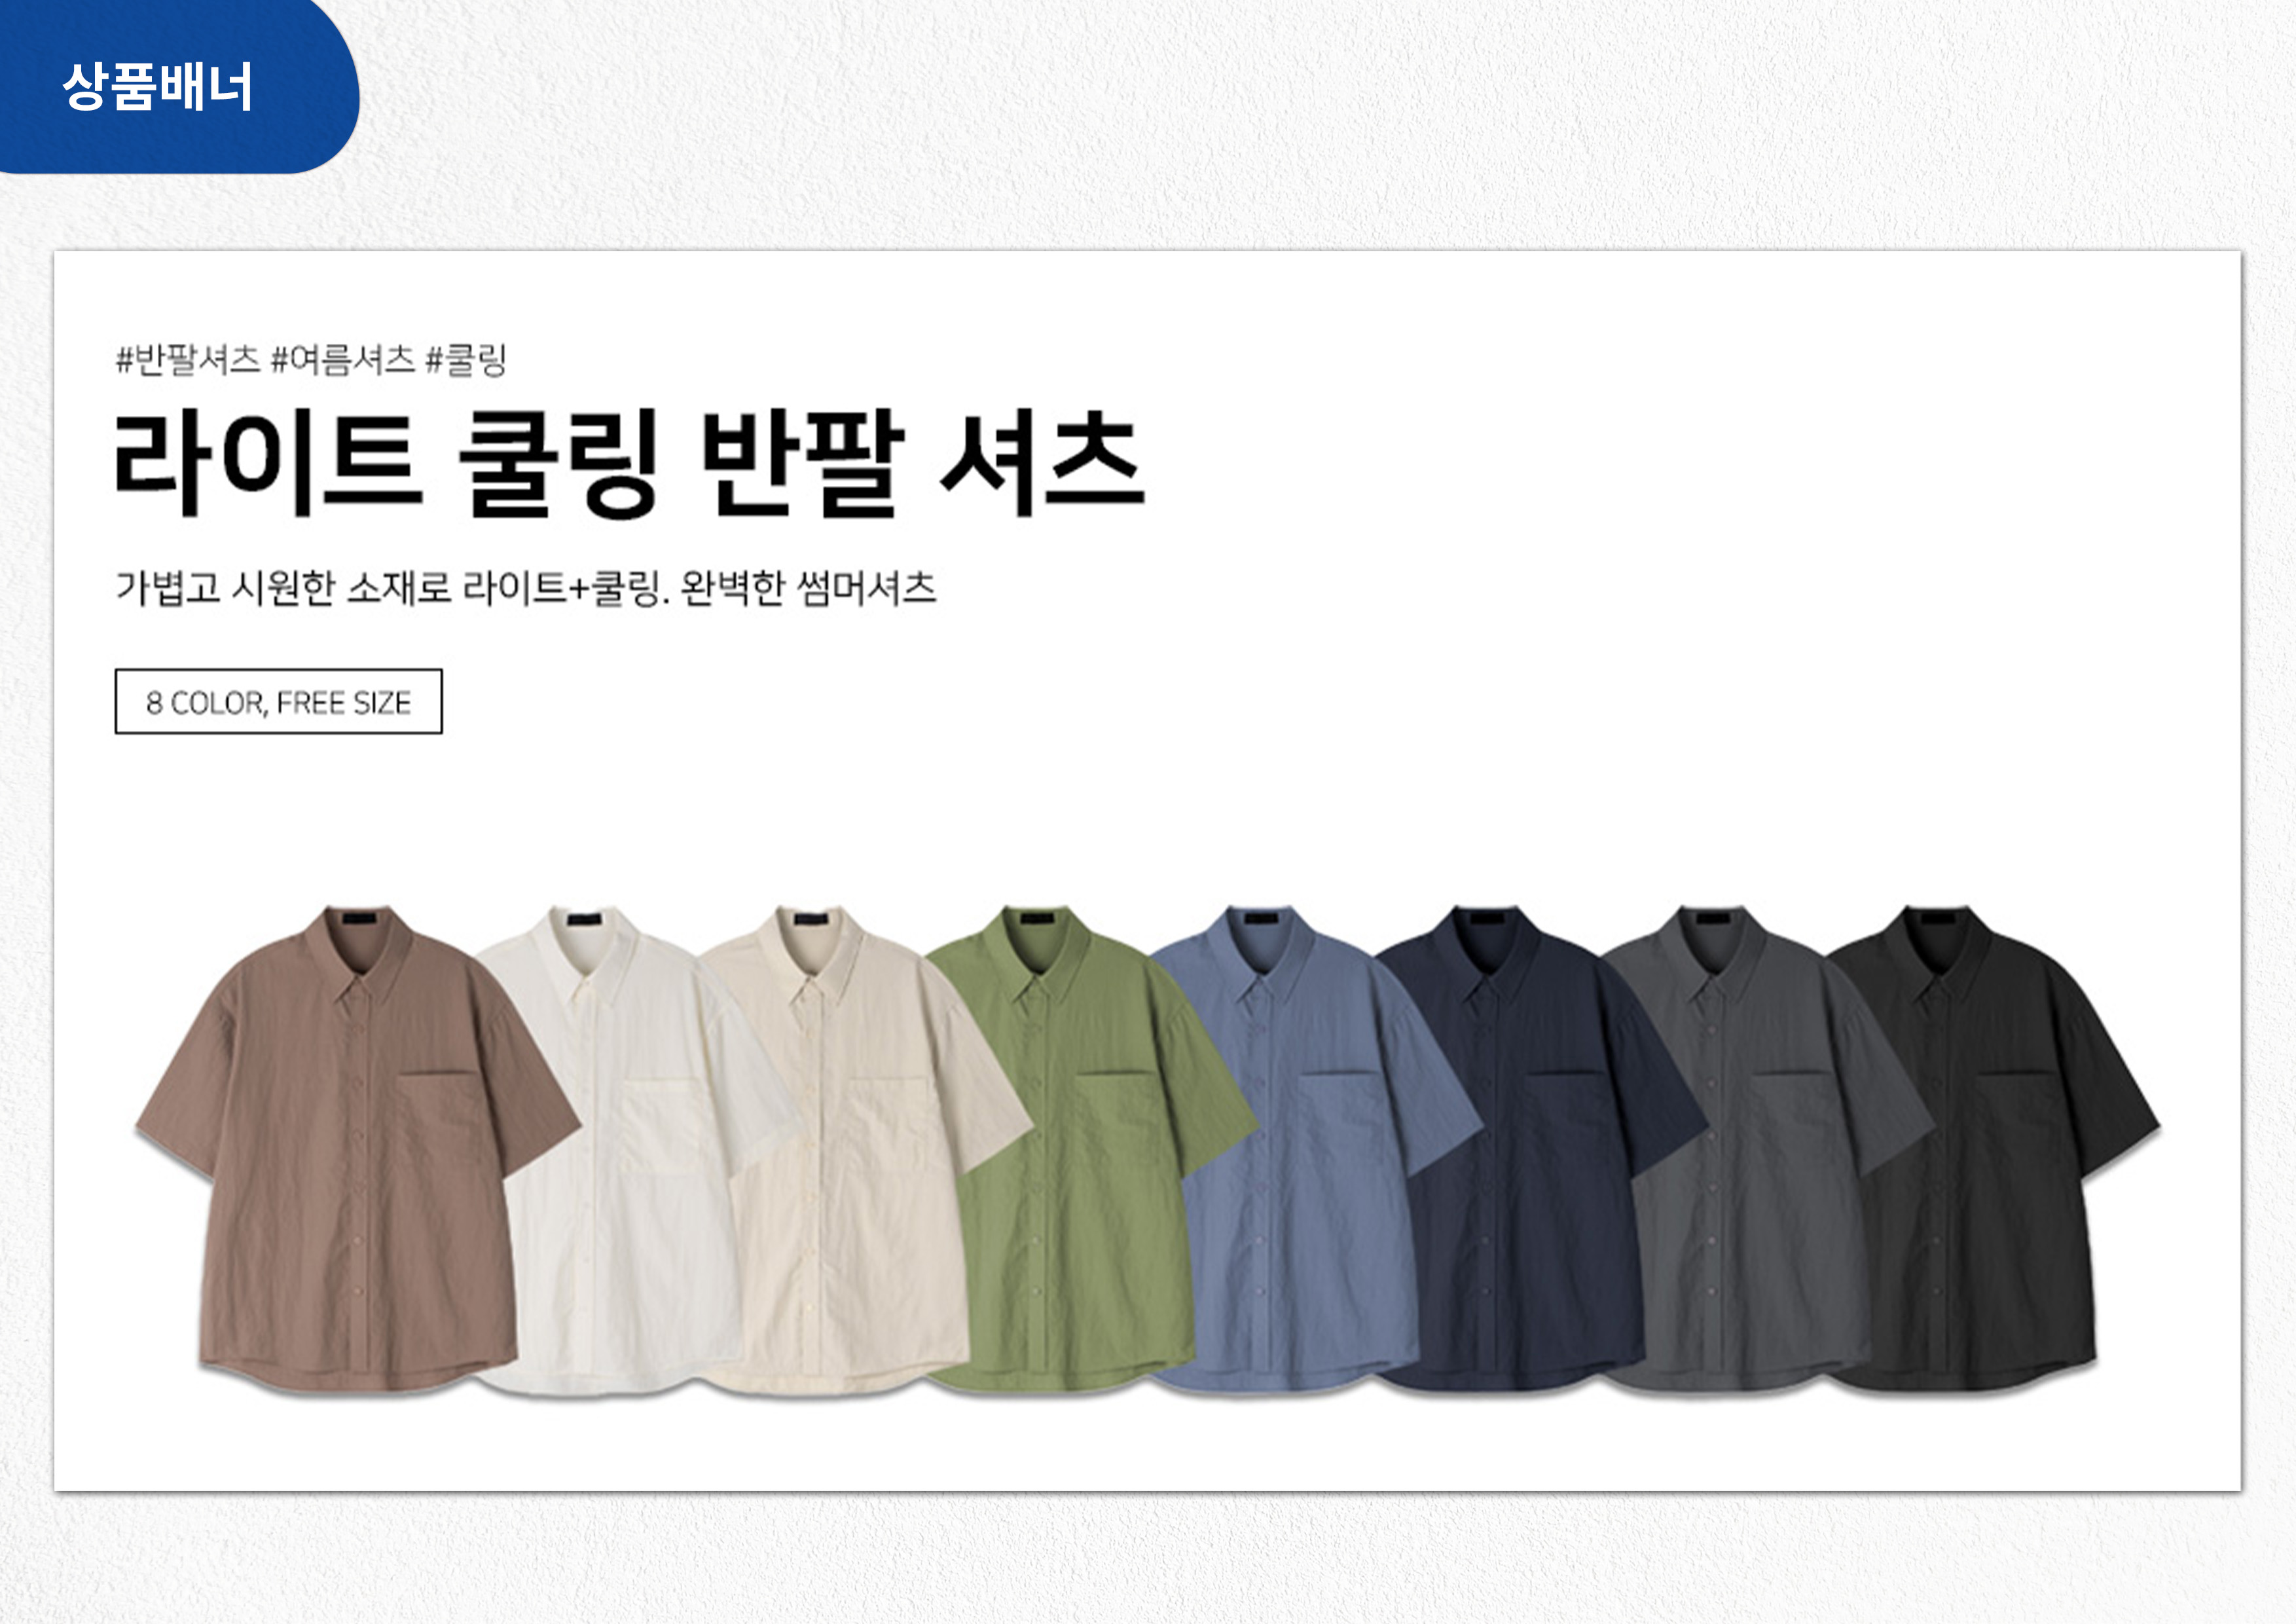 상품배너
#반팔셔츠 #여름셔츠 #쿨링
라이트 쿨링 반팔 셔츠
가볍고 시원한 소재로 라이트+쿨링. 완벽한 썸머셔츠
8 COLOR, FREE SIZE